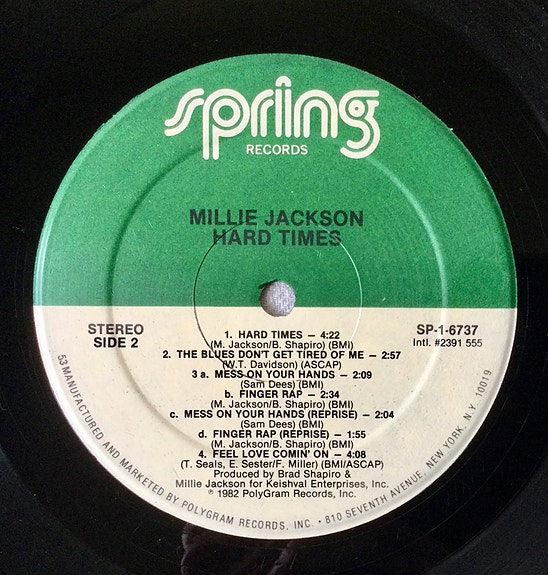 spring
RECORDS
MILLIE JACKSON
HARD TIMES
STEREO
SIDE 2
SP-1-6737
Intl. #2391 555
1. HARD TIMES — 4:22
(M. Jackson/B. Shapiro) (BMI)
2. THE BLUES DON'T GET TIRED OF ME — 2:57
(W.T. Davidson) (ASCAP)
3 a. MESS ON YOUR HANDS — 2:09
(Sam Dees) (BMI)
b. FINGER RAP — 2:34
(M. Jackson/B. Shapiro) (BMI)
c. MESS ON YOUR HANDS (REPRISE) — 2:04
(Sam Dees) (BMI)
d. FINGER RAP (REPRISE) — 1:55
(M. Jackson/B. Shapiro) (BMI)
4. FEEL LOVE COMIN' ON — 4:08
(T. Seals, E. Sester/F. Miller) (BMI/ASCAP)
Produced by Brad Shapiro &
Millie Jackson for Keishval Enterprises, Inc.
℗ 1982 PolyGram Records, Inc.
53 MANUFACTURED AND MARKETED BY POLYGRAM RECORDS, INC. • 810 SEVENTH AVENUE, NEW YORK, N.Y. 10019